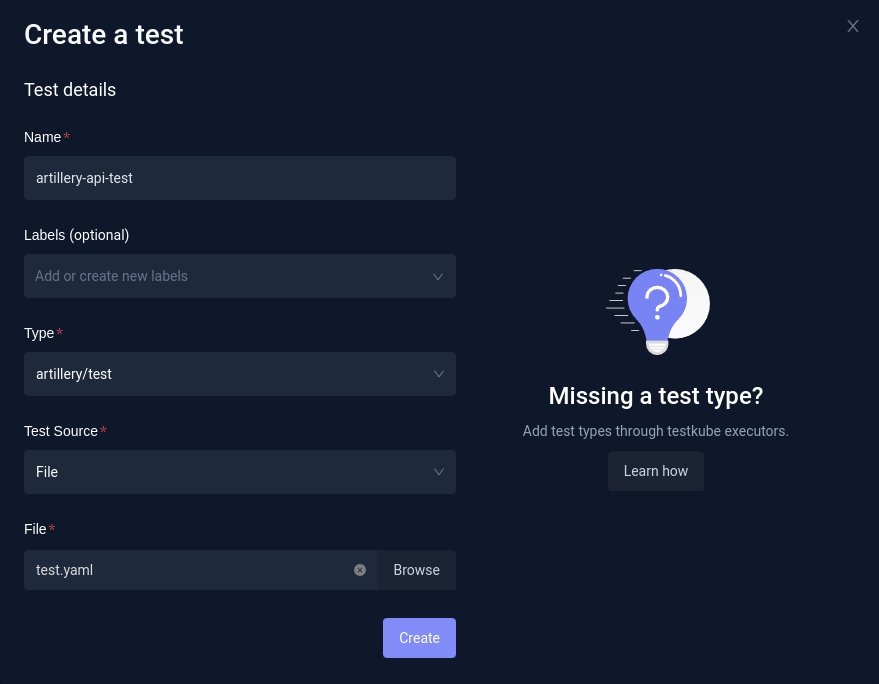 Create a test
Test details
Name*
artillery-api-test
Labels (optional)
Add or create new labels
Type*
artillery/test
Test Source*
File
File*
test.yaml
Browse
Create
?
Missing a test type?
Add test types through testkube executors.
Learn how